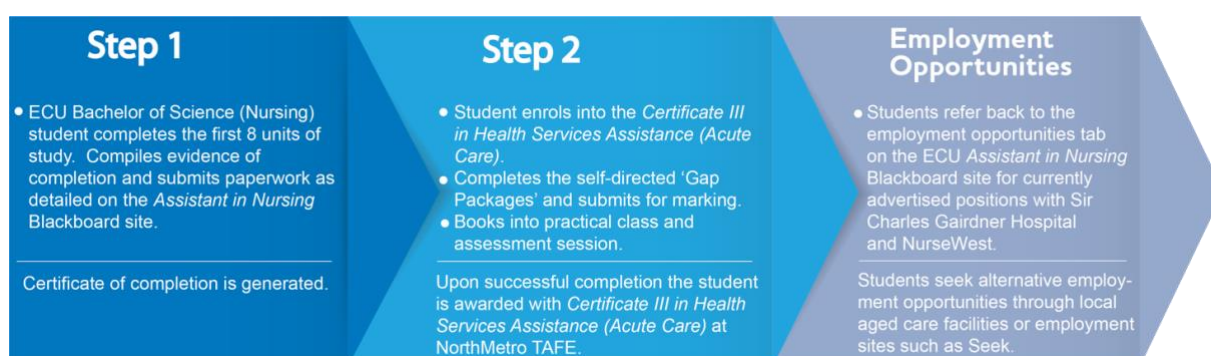 Step 1
• ECU Bachelor of Science (Nursing)
student completes the first 8 units of
study. Compiles evidence of
completion and submits paperwork as
detailed on the Assistant in Nursing
Blackboard site.
Certificate of completion is generated.
Step 2
• Student enrols into the Certificate III
in Health Services Assistance (Acute
Care).
• Completes the self-directed ‘Gap
Packages’ and submits for marking.
• Books into practical class and
assessment session.
Upon successful completion the student
is awarded with Certificate III in Health
Services Assistance (Acute Care) at
NorthMetro TAFE.
Employment
Opportunities
• Students refer back to the
employment opportunities tab
on the ECU Assistant in Nursing
Blackboard site for currently
advertised positions with Sir
Charles Gairdner Hospital
and NurseWest.
Students seek alternative employ-
ment opportunities through local
aged care facilities or employment
sites such as Seek.